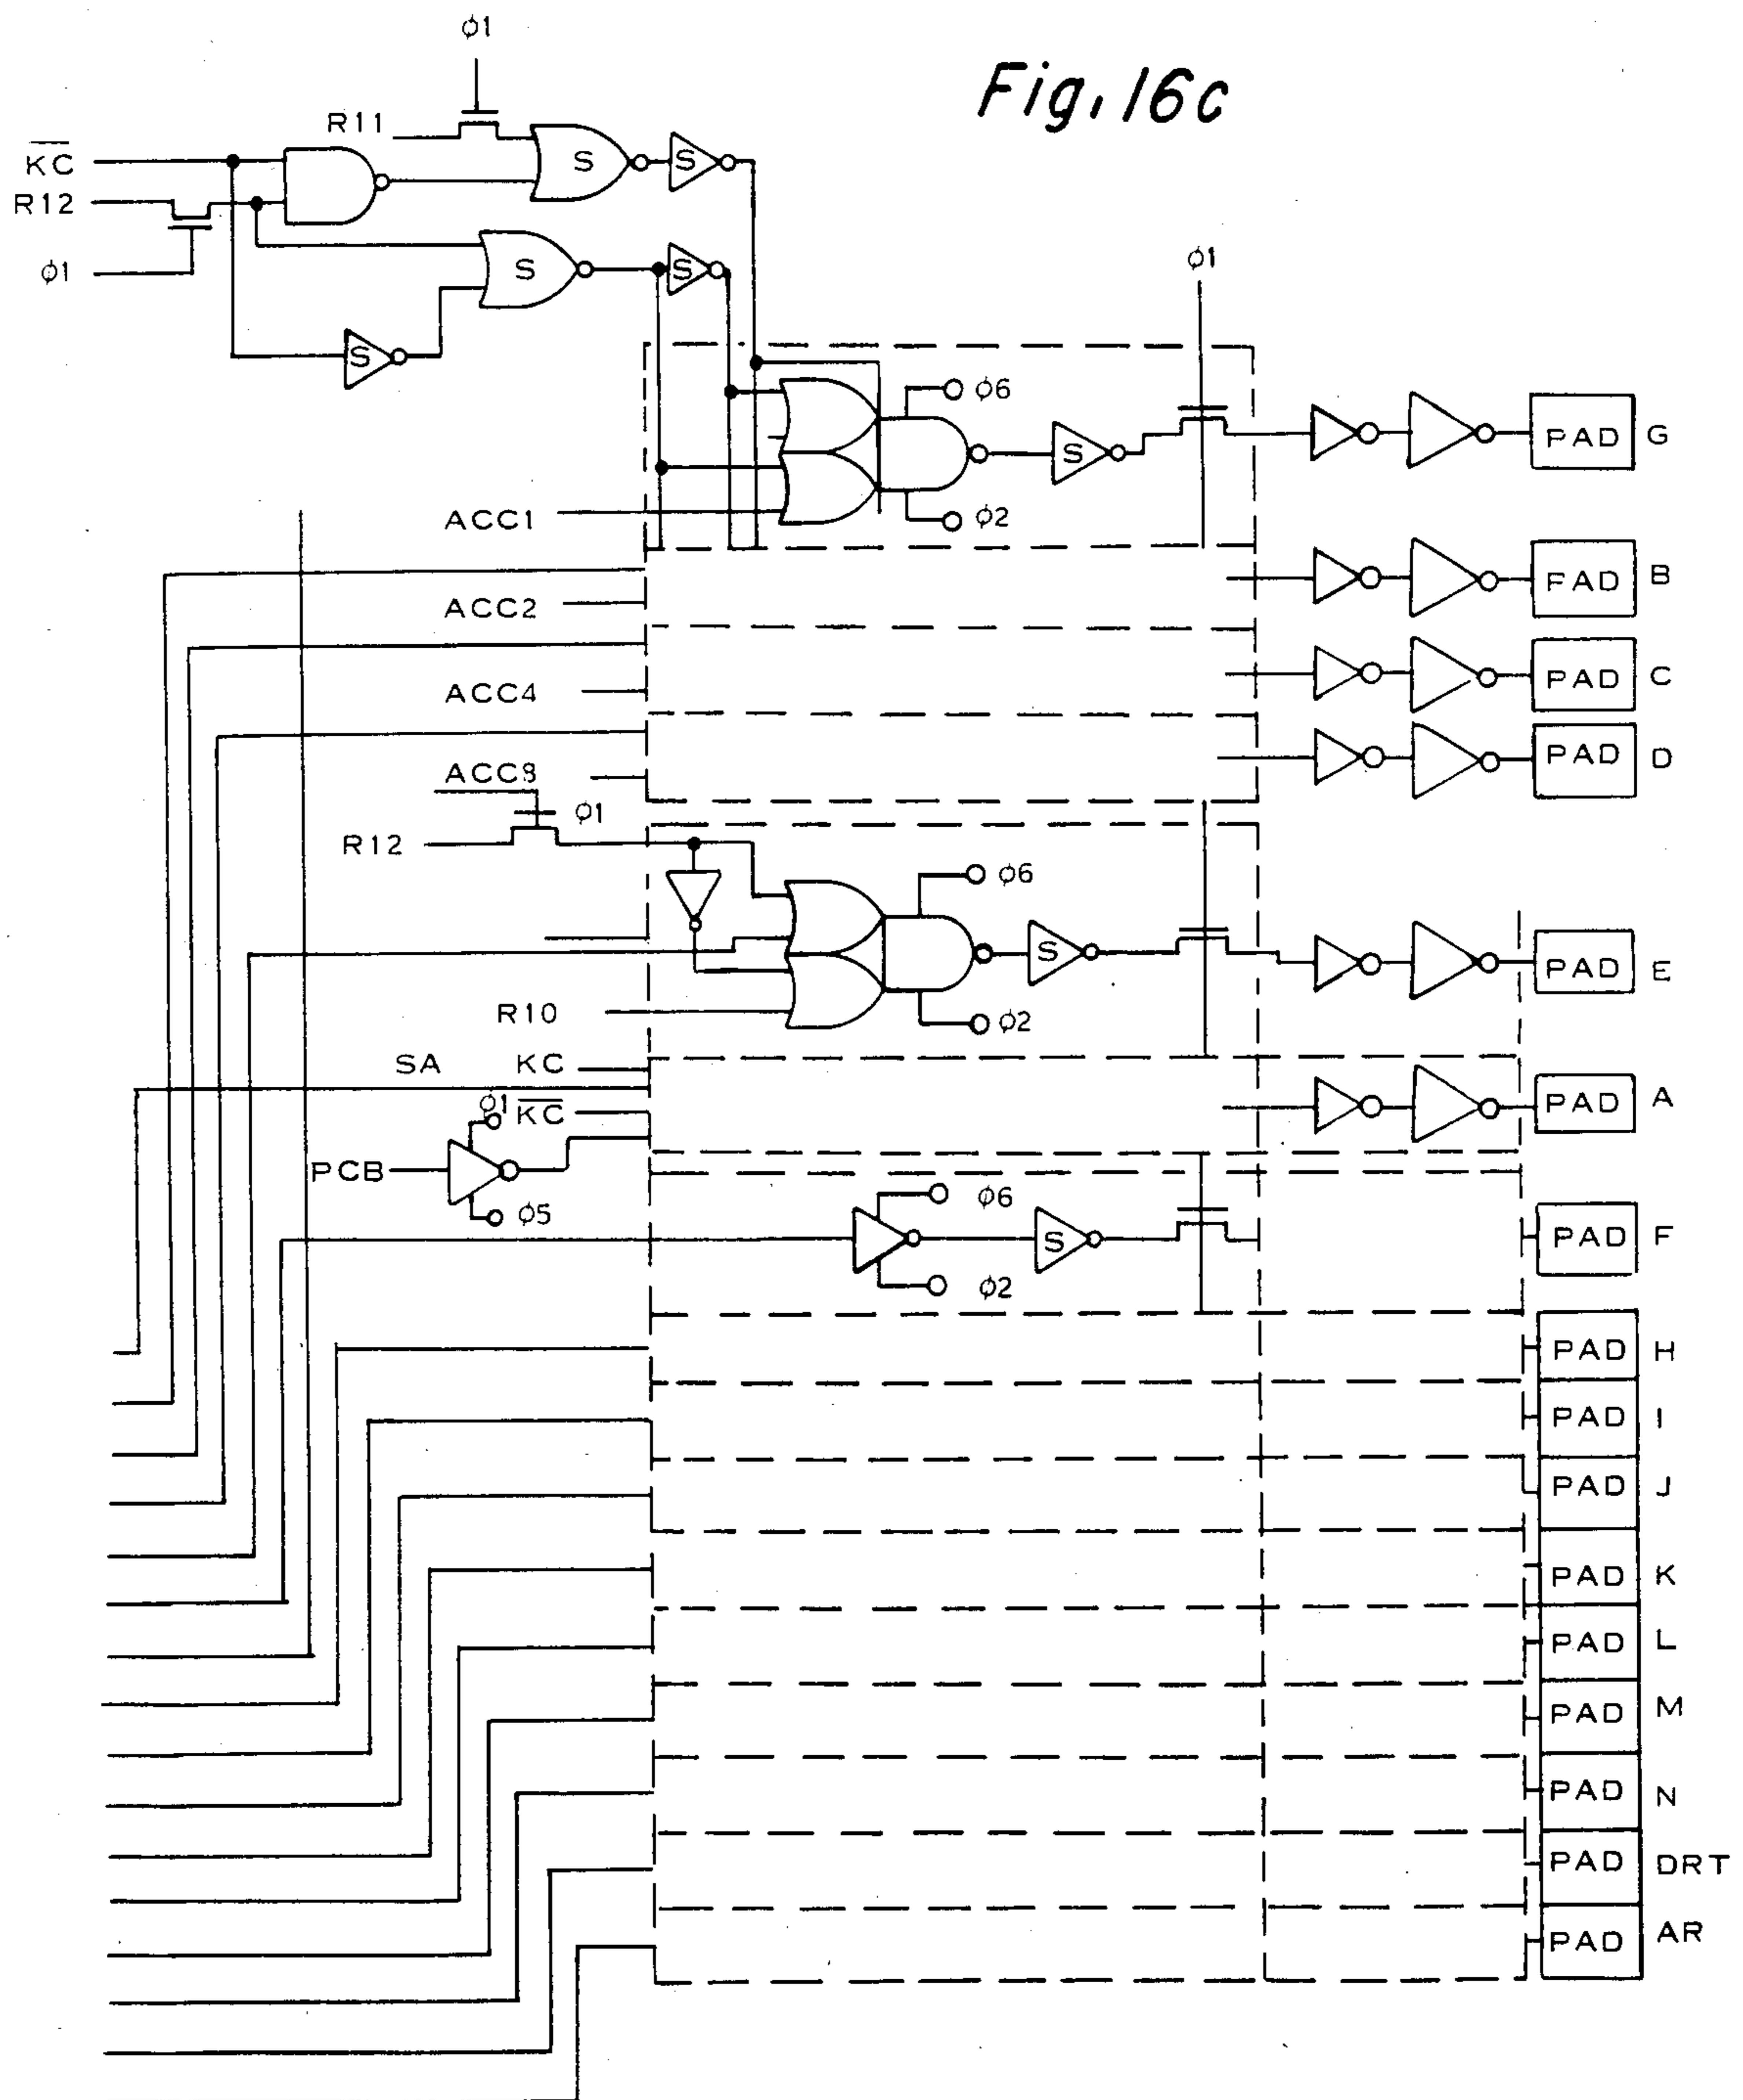 Fig. 16c
ϕ1
R11
K̅C̅
S
S
R12
ϕ1
S
S
ϕ1
S
ϕ6
S
PAD G
ACC1
ϕ2
PAD B
ACC2
PAD C
ACC4
PAD D
ACC8
ϕ1
R12
ϕ6
S
PAD E
R10
ϕ2
SA KC
PAD A
ϕ1 K̅C̅
PCB
ϕ5
ϕ6
S
PAD F
ϕ2
PAD H
PAD I
PAD J
PAD K
PAD L
PAD M
PAD N
PAD DRT
PAD AR